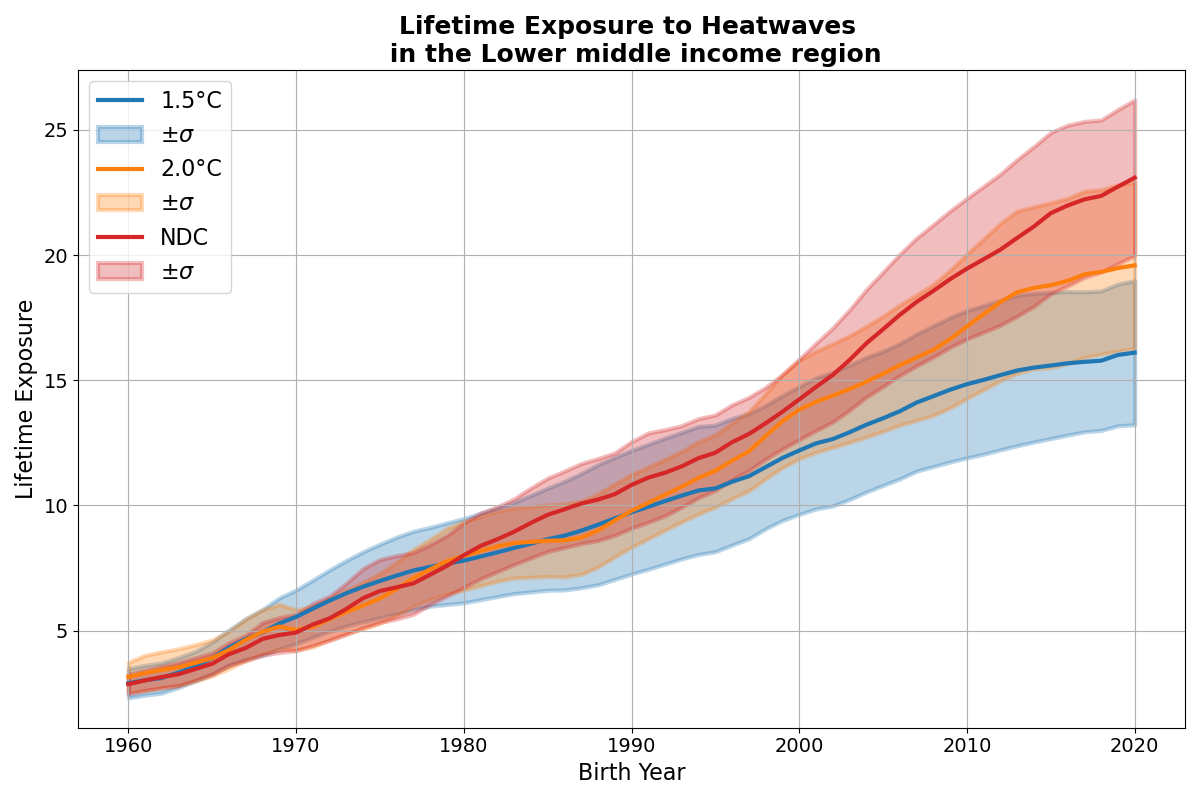 Lifetime Exposure to Heatwaves
in the Lower middle income region
1.5°C
±σ
2.0°C
±σ
NDC
±σ
Lifetime Exposure
25
20
15
10
5
1960 1970 1980 1990 2000 2010 2020
Birth Year